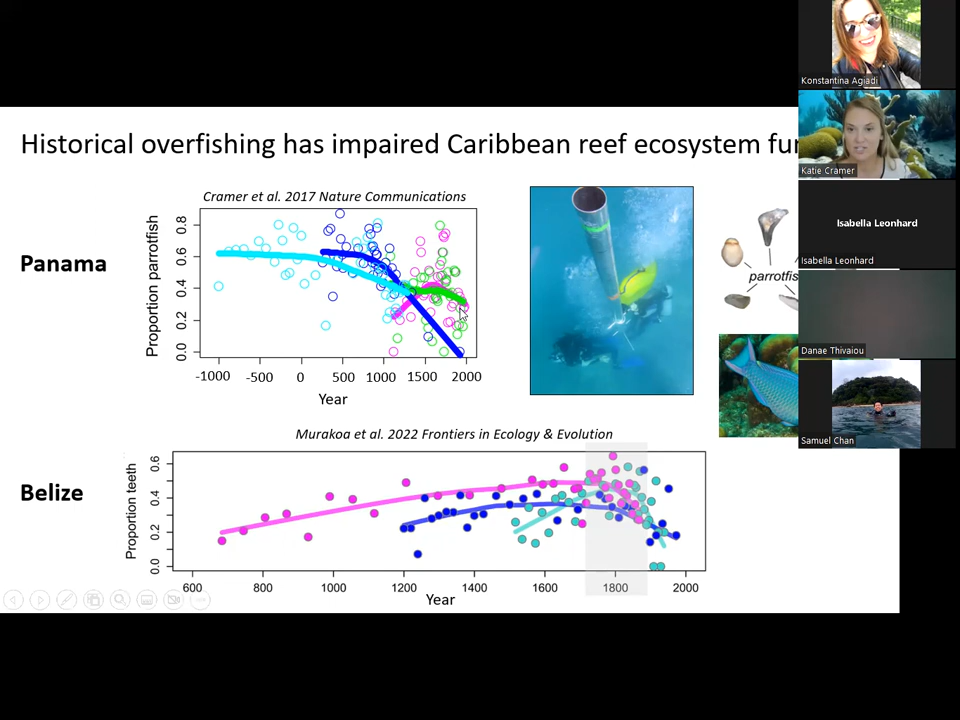 Historical overfishing has impaired Caribbean reef ecosystem fu
Cramer et al. 2017 Nature Communications
Panama
Proportion parrotfish
0.8
0.6
0.4
0.2
0.0
-1000 -500 0 500 1000 1500 2000
Year
parrotfis
Murakoa et al. 2022 Frontiers in Ecology & Evolution
Belize
Proportion teeth
0.6
0.4
0.2
0.0
600 800 1000 1200 1400 1600 1800 2000
Year
Konstantina Agiadi
Katie Cramer
Isabella Leonhard
Isabella Leonhard
Danae Thivaiou
Samuel Chan